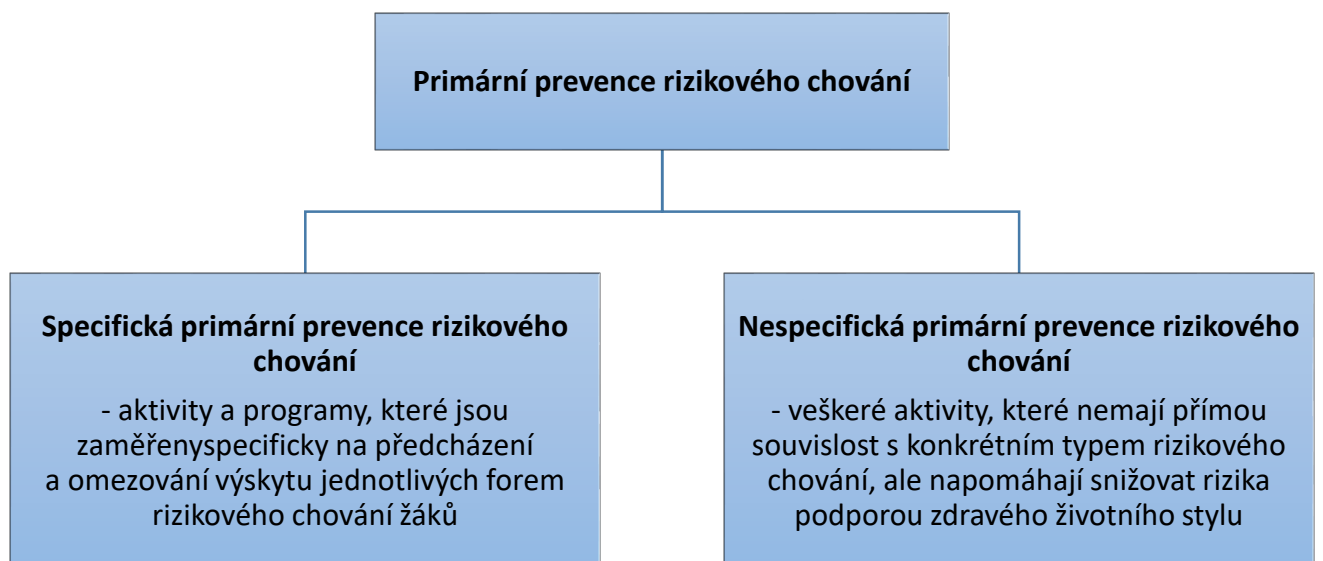 Primární prevence rizikového chování
Specifická primární prevence rizikového
chování
- aktivity a programy, které jsou
zaměřenyspecificky na předcházení
a omezování výskytu jednotlivých forem
rizikového chování žáků
Nespecifická primární prevence rizikového
chování
- veškeré aktivity, které nemají přímou
souvislost s konkrétním typem rizikového
chování, ale napomáhají snižovat rizika
podporou zdravého životního stylu